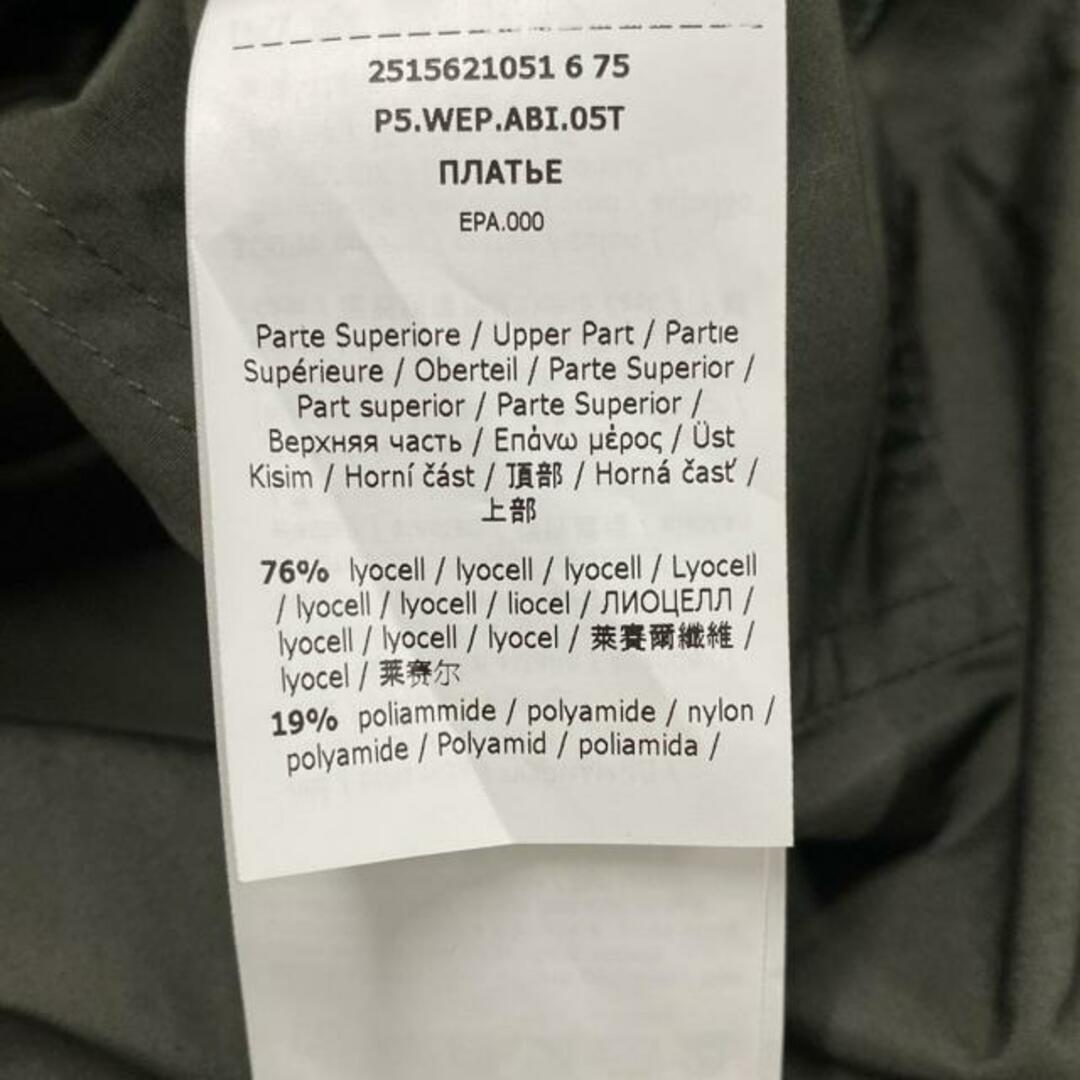 2515621051 6 75
P5.WEP.ABI.05T
ПЛАТЬЕ
EPA.000
Parte Superiore / Upper Part / Partie
Supérieure / Oberteil / Parte Superior /
Part superior / Parte Superior /
Верхняя часть / Επάνω μέρος / Üst
Kisim / Horní část / 頂部 / Horná časť /
上部
76% lyocell / lyocell / lyocell / Lyocell
/ lyocell / lyocell / liocel / ЛИОЦЕЛЛ /
lyocell / lyocell / lyocel / 萊賽爾纖維 /
lyocel / 莱赛尔
19% poliammide / polyamide / nylon /
polyamide / Polyamid / poliamida /